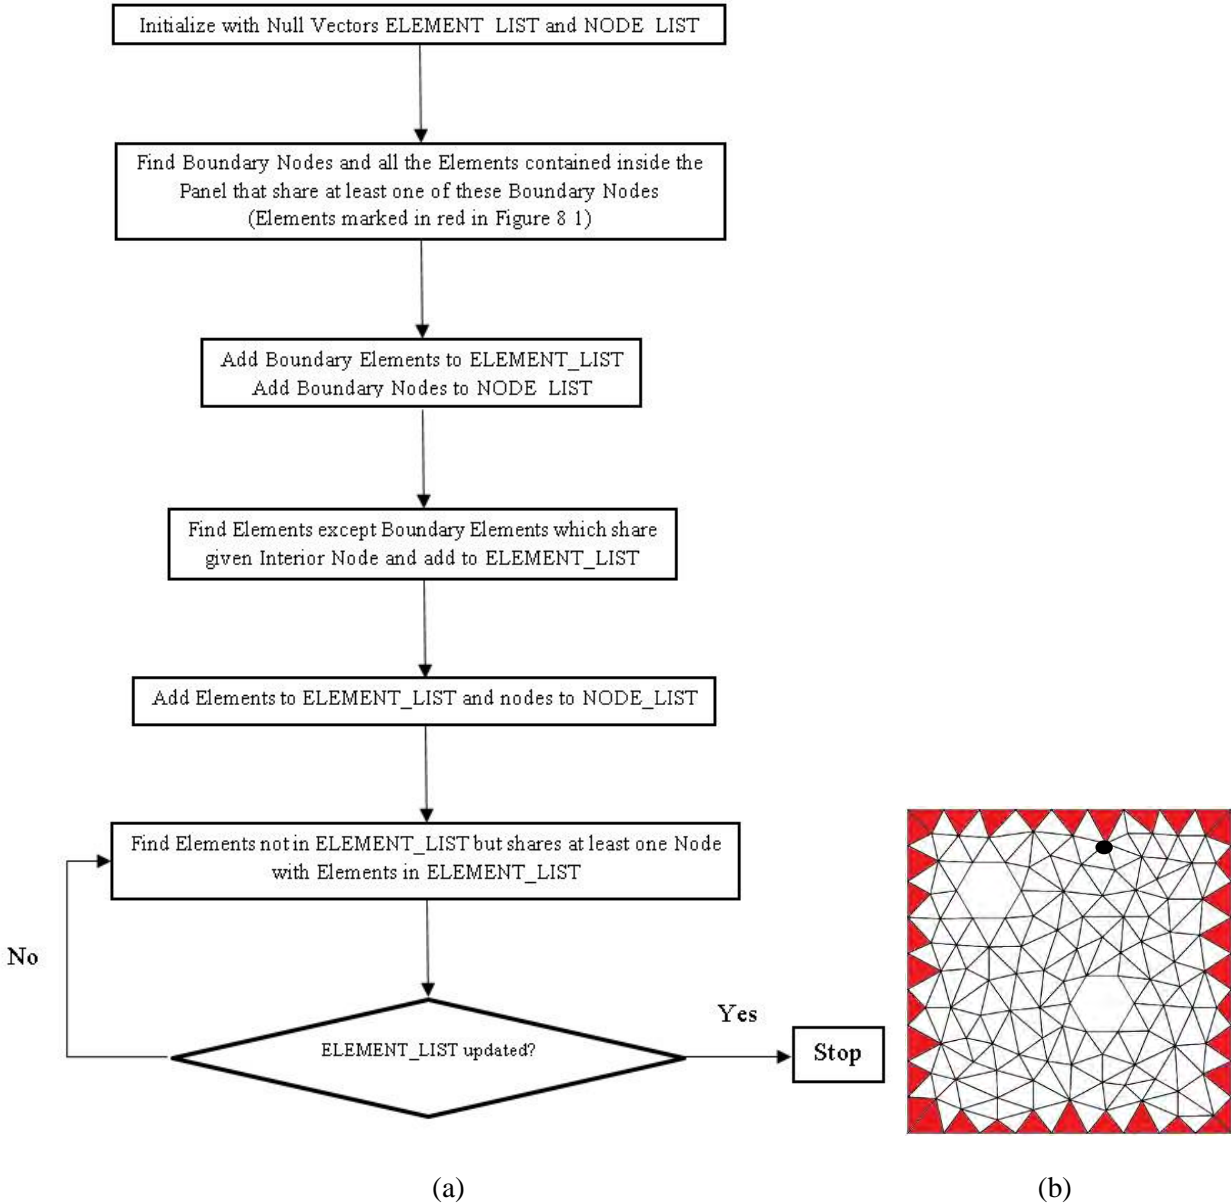 Initialize with Null Vectors ELEMENT LIST and NODE LIST
Find Boundary Nodes and all the Elements contained inside the
Panel that share at least one of these Boundary Nodes
(Elements marked in red in Figure 8 1)
Add Boundary Elements to ELEMENT_LIST
Add Boundary Nodes to NODE LIST
Find Elements except Boundary Elements which share
given Interior Node and add to ELEMENT_LIST
Add Elements to ELEMENT_LIST and nodes to NODE_LIST
Find Elements not in ELEMENT_LIST but shares at least one Node
with Elements in ELEMENT_LIST
No
ELEMENT_LIST updated?
Yes
Stop
(a)
(b)